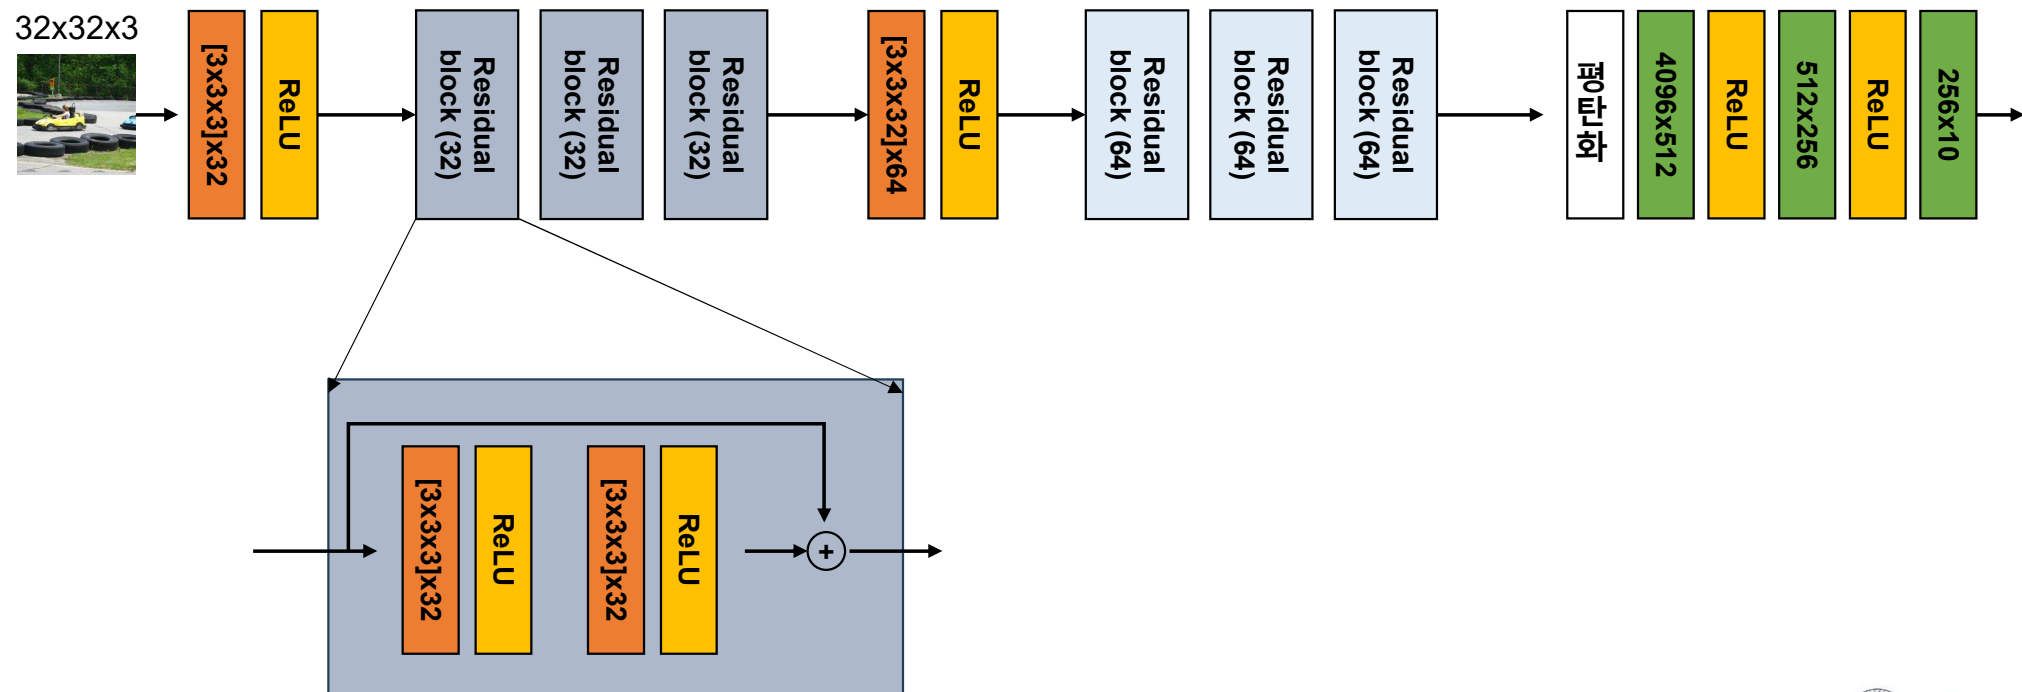 32x32x3
[3x3x3]x32
ReLU
Residual
block (32)
Residual
block (32)
Residual
block (32)
[3x3x32]x64
ReLU
Residual
block (64)
Residual
block (64)
Residual
block (64)
평탄화
4096x512
ReLU
512x256
ReLU
256x10
[3x3x3]x32
ReLU
[3x3x3]x32
ReLU
+